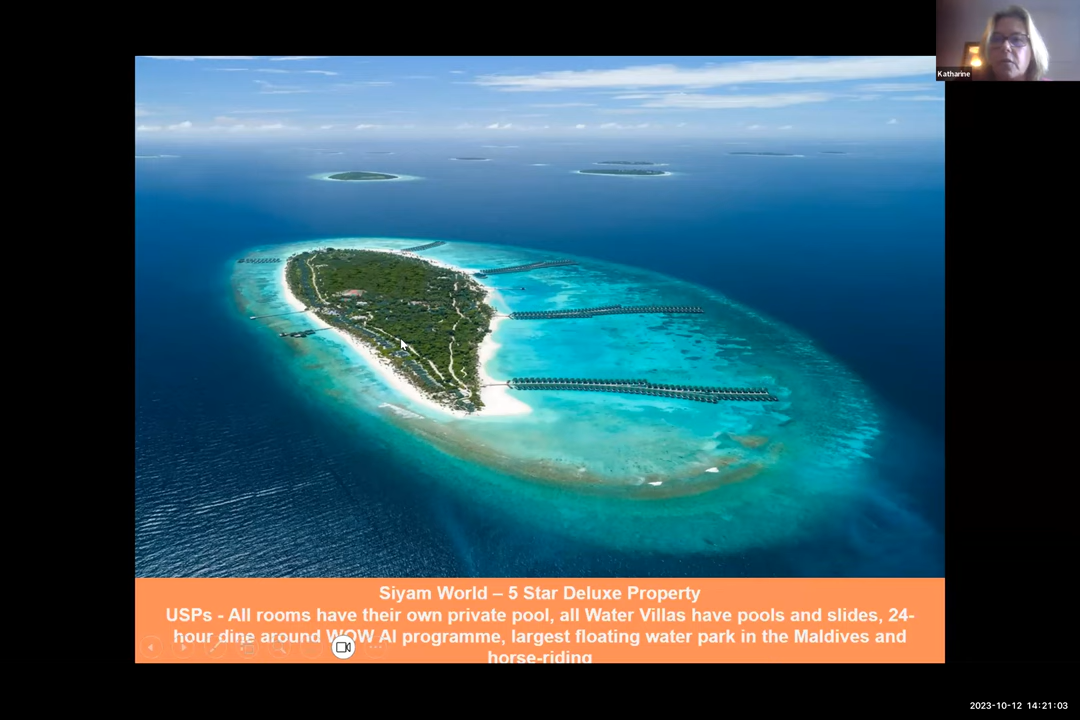 Katharine
Siyam World – 5 Star Deluxe Property
USPs - All rooms have their own private pool, all Water Villas have pools and slides, 24-
hour dine around WOW AI programme, largest floating water park in the Maldives and
horse-riding
2023-10-12 14:21:03